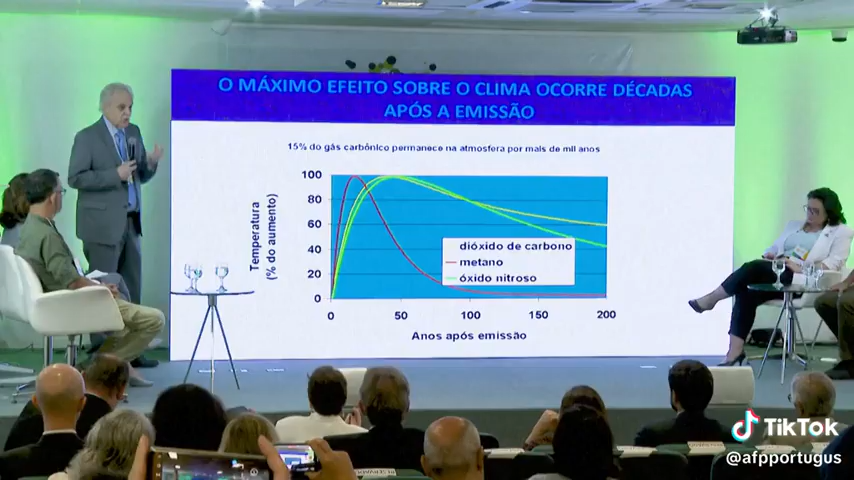 O MÁXIMO EFEITO SOBRE O CLIMA OCORRE DÉCADAS
APÓS A EMISSÃO
15% do gás carbônico permanece na atmosfera por mais de mil anos
Temperatura
(% do aumento)
100
80
60
40
20
0
dióxido de carbono
metano
óxido nitroso
0 50 100 150 200
Anos após emissão
TikTok
@afpportugus